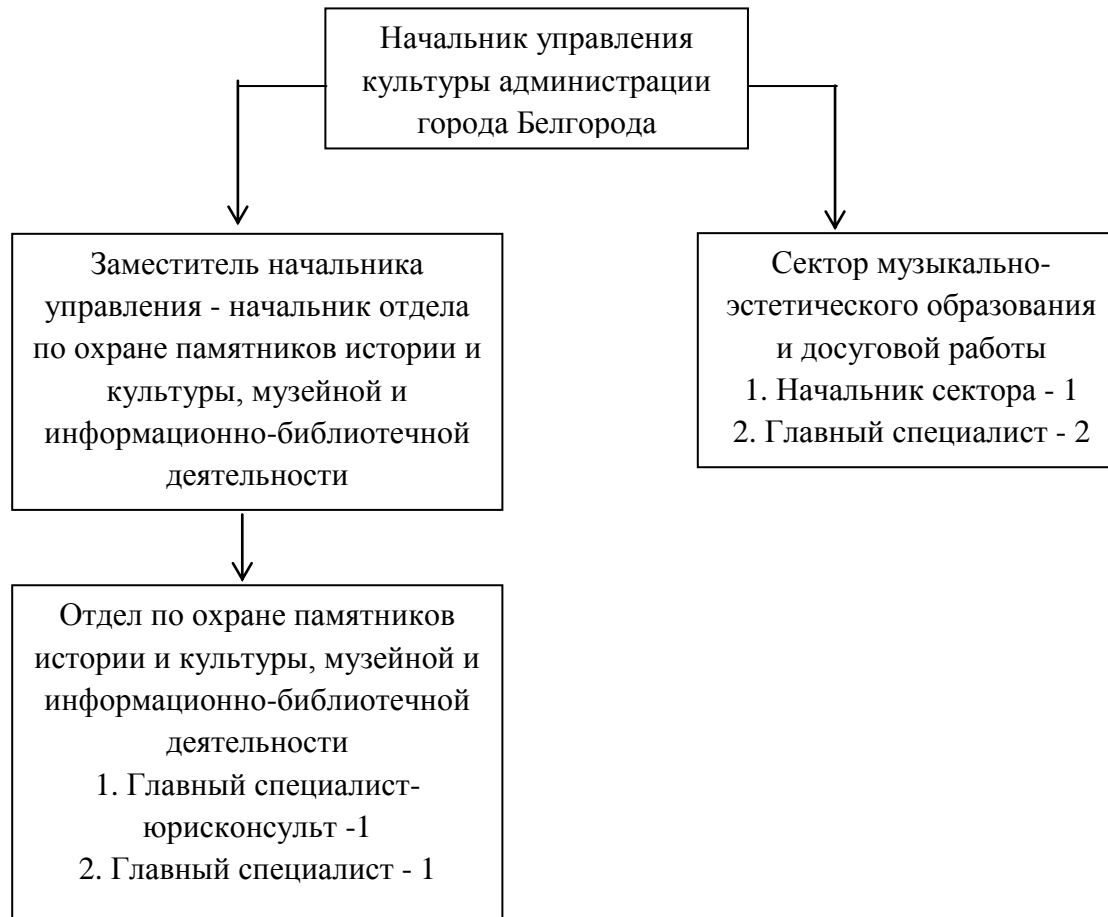 Начальник управления
культуры администрации
города Белгорода
Заместитель начальника
управления - начальник отдела
по охране памятников истории и
культуры, музейной и
информационно-библиотечной
деятельности
Сектор музыкально-
эстетического образования
и досуговой работы
1. Начальник сектора - 1
2. Главный специалист - 2
Отдел по охране памятников
истории и культуры, музейной и
информационно-библиотечной
деятельности
1. Главный специалист-
юрисконсульт -1
2. Главный специалист - 1